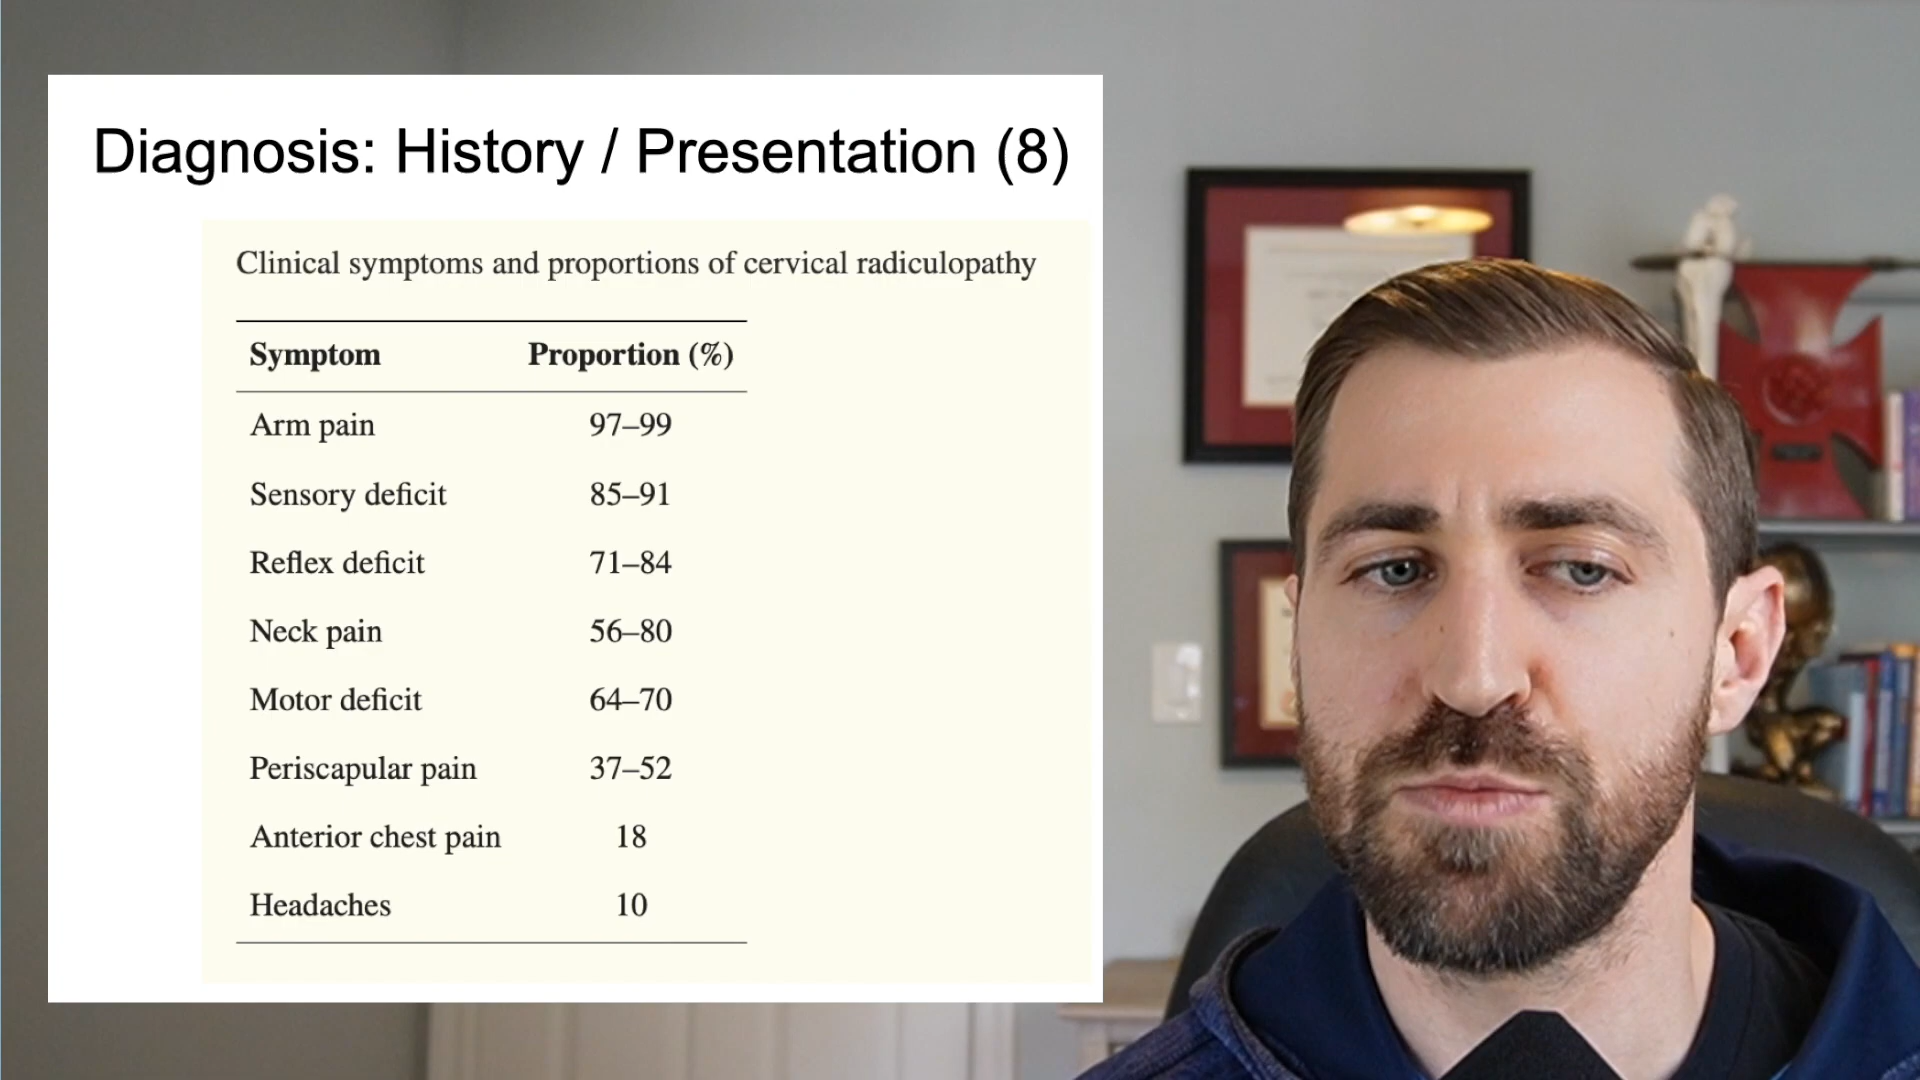 Diagnosis: History / Presentation (8)
Clinical symptoms and proportions of cervical radiculopathy
Symptom Proportion (%)
Arm pain 97–99
Sensory deficit 85–91
Reflex deficit 71–84
Neck pain 56–80
Motor deficit 64–70
Periscapular pain 37–52
Anterior chest pain 18
Headaches 10